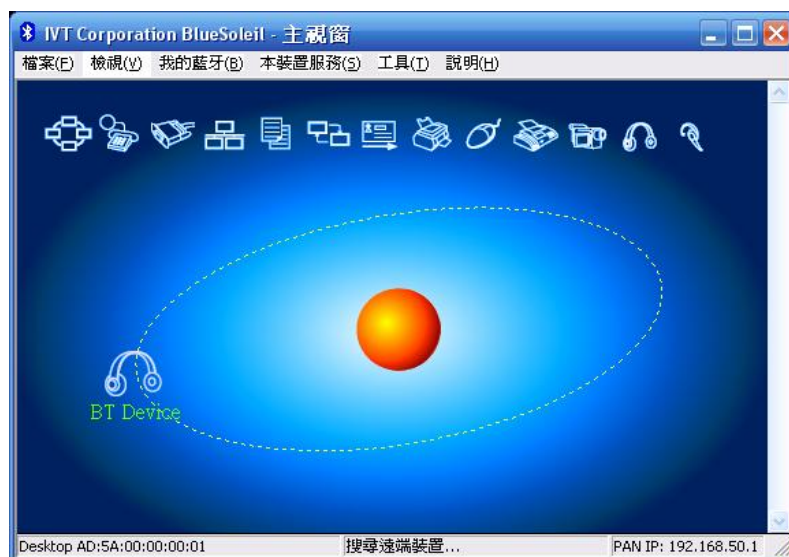 IVT Corporation BlueSoleil - 主視窗
檔案(F) 檢視(V) 我的藍牙(B) 本裝置服務(S) 工具(T) 說明(H)
BT Device
Desktop AD:5A:00:00:00:01 搜尋遠端裝置... PAN IP: 192.168.50.1